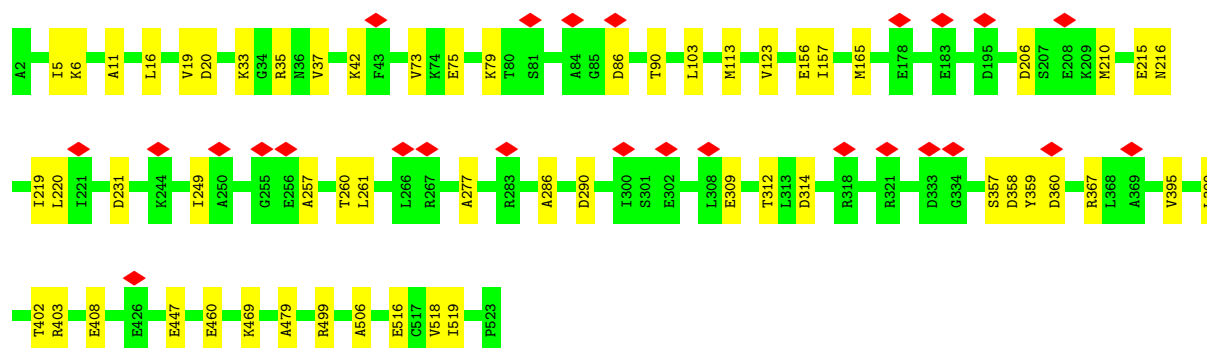 A2 I5 K6 A11 L16 V19 D20 K33 G34 R35 N36 V37 K42 F43 V73 K74 E75 K79 T80 S81 A84 G85 D86 T90 L103 M113 V123 E156 I157 M165 E178 E183 D195 D206 S207 E208 K209 M210 E215 N216
I219 L220 I221 D231 K244 I249 A250 G255 E256 A257 T260 L261 L266 R267 A277 R283 A286 D290 I300 S301 E302 L308 E309 T312 L313 D314 R318 R321 D333 G334 S357 D358 Y359 D360 R367 L368 A369 V395
T402 R403 E408 E426 E447 E460 K469 A479 R499 A506 E516 C517 V518 I519 P523